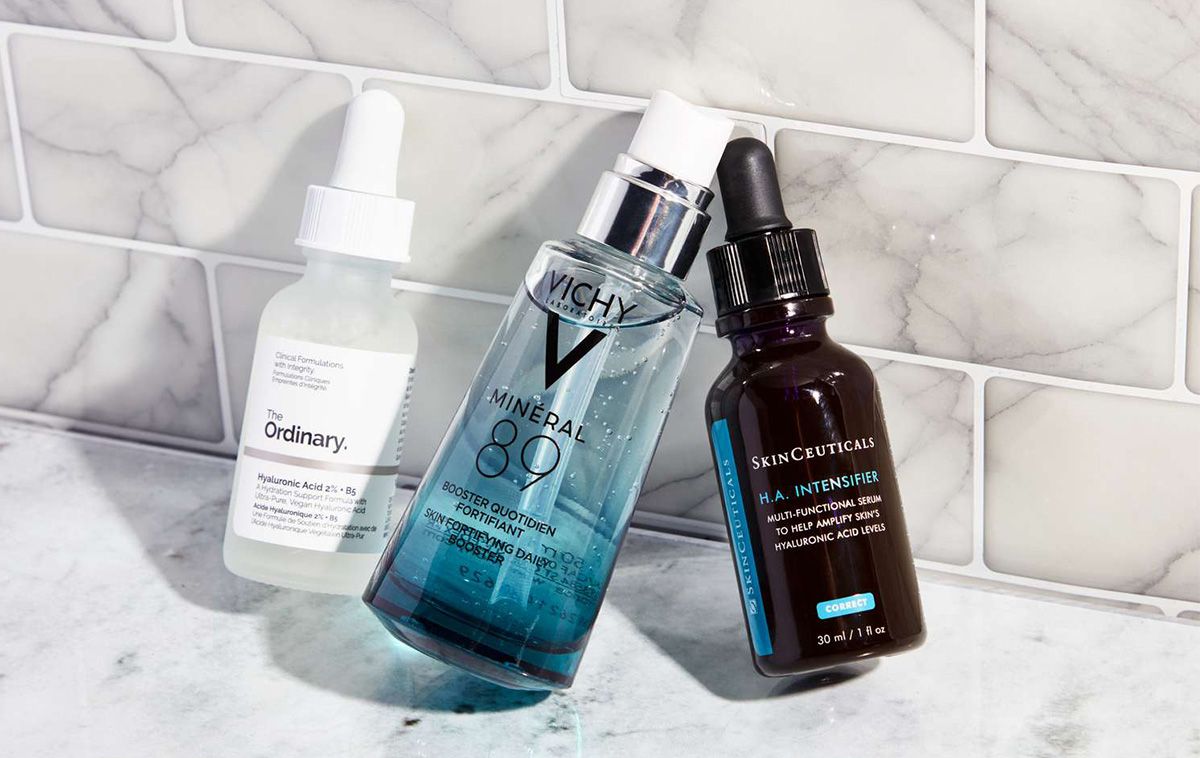 Clinical Formulations
with Integrity.
Formulations Cliniques
Empreintes d'Intégrité.
The
Ordinary.
Hyaluronic Acid 2% + B5
A Hydration Support Formula with
Ultra-Pure, Vegan Hyaluronic Acid
Acide Hyaluronique 2% + B5
une Formule de Soutien d'Hydratation avec de
l'Acide Hyaluronique Végétation Ultra-Pur
VICHY
LABORATOIRES
MINÉRAL
89
BOOSTER QUOTIDIEN
FORTIFIANT
SKIN FORTIFYING DAILY
BOOSTER
SKINCEUTICALS
SKINCEUTICALS
H.A. INTENSIFIER
MULTI-FUNCTIONAL SERUM
TO HELP AMPLIFY SKIN'S
HYALURONIC ACID LEVELS
CORRECT
30 ml / 1 fl oz